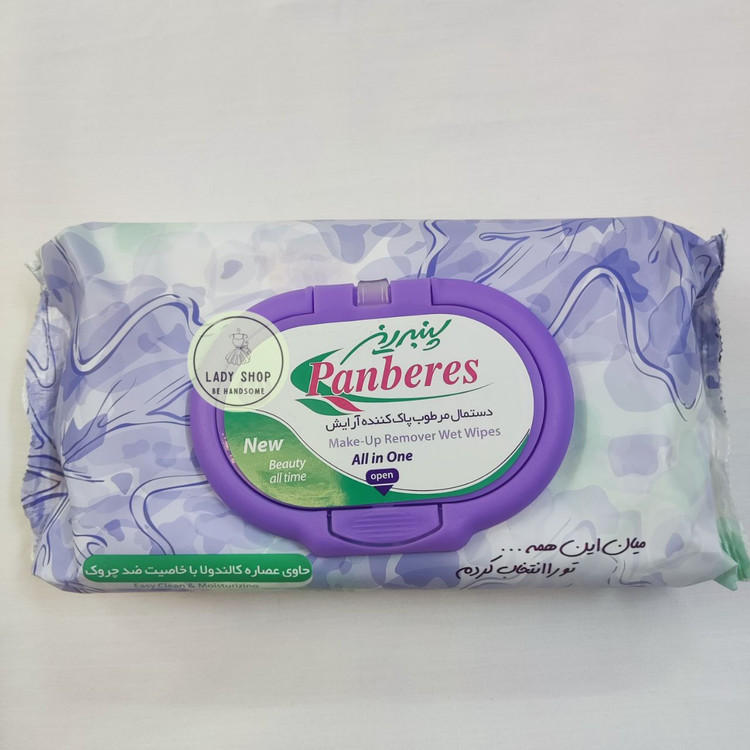 پنبه ریز
Panberes
دستمال مرطوب پاک کننده آرایش
Make-Up Remover Wet Wipes
All in One
open
New
Beauty
all time
LADY SHOP
BE HANDSOME
میان این همه ...
تو را انتخاب کردم
حاوی عصاره کالندولا با خاصیت ضد چروک
Easy Clean & Moisturizing